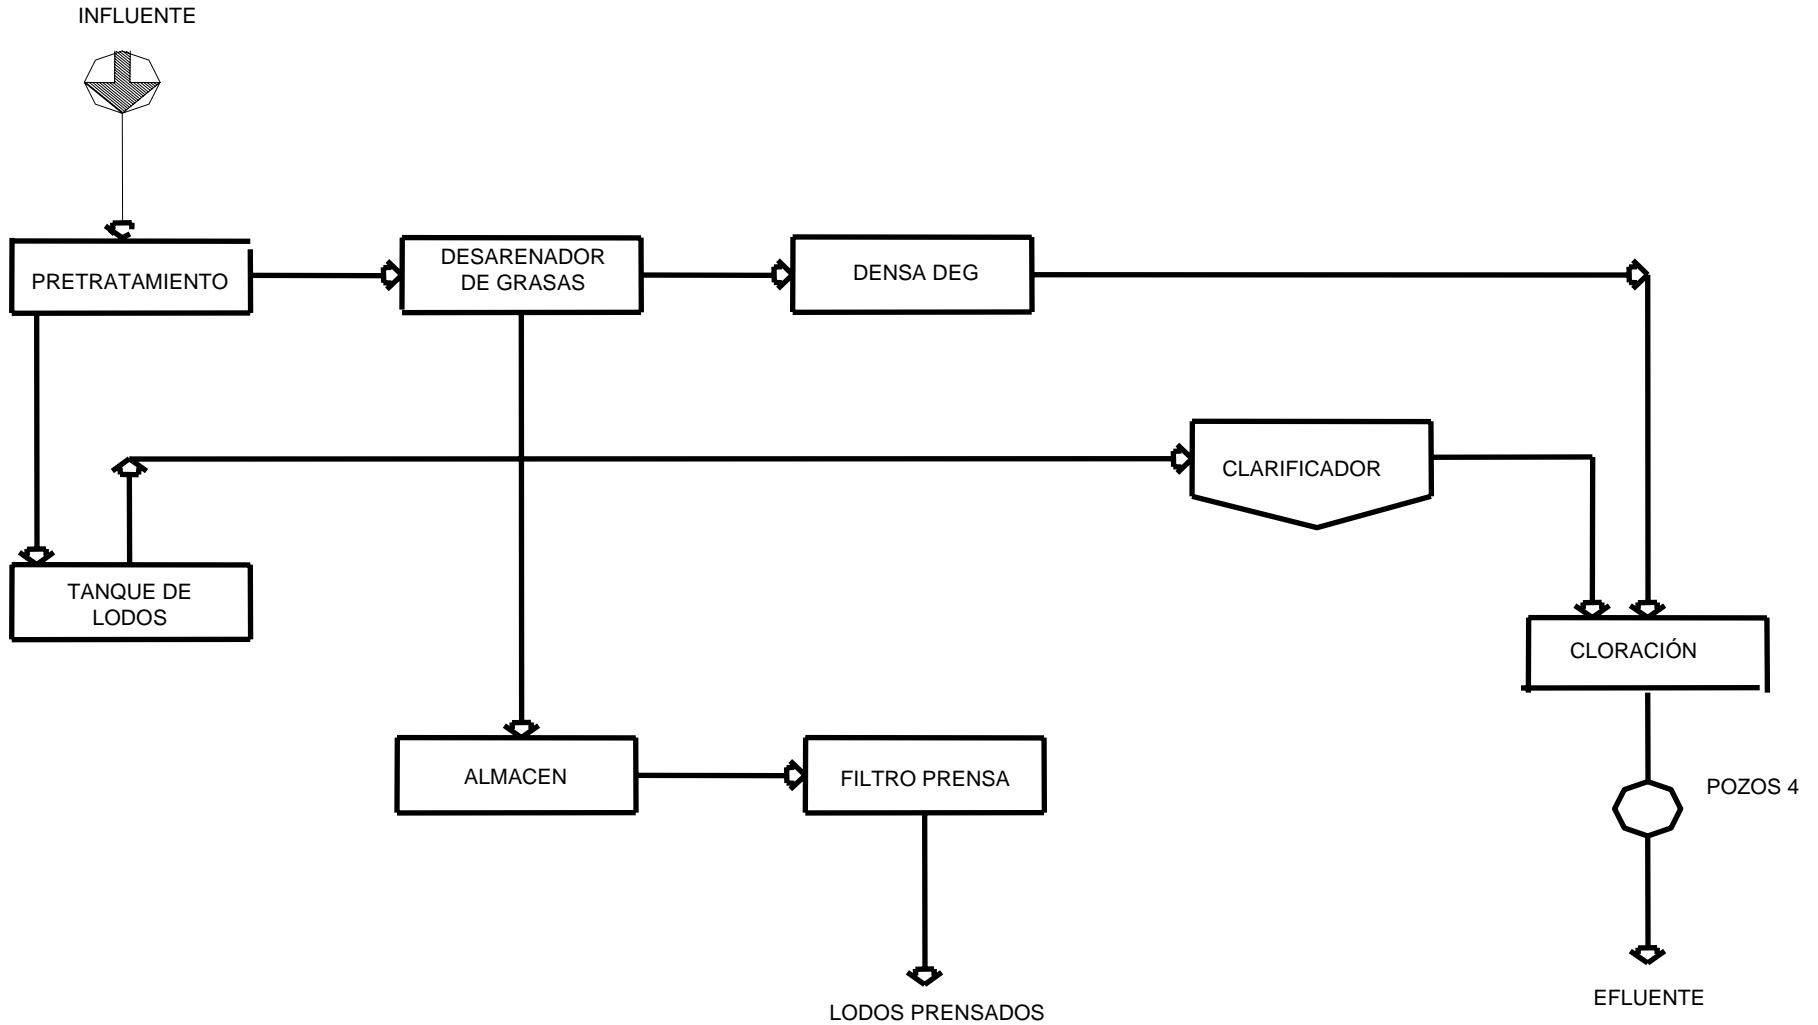 INFLUENTE
PRETRATAMIENTO
DESARENADOR
DE GRASAS
DENSA DEG
CLARIFICADOR
TANQUE DE
LODOS
CLORACIÓN
ALMACEN
FILTRO PRENSA
POZOS 4
LODOS PRENSADOS
EFLUENTE